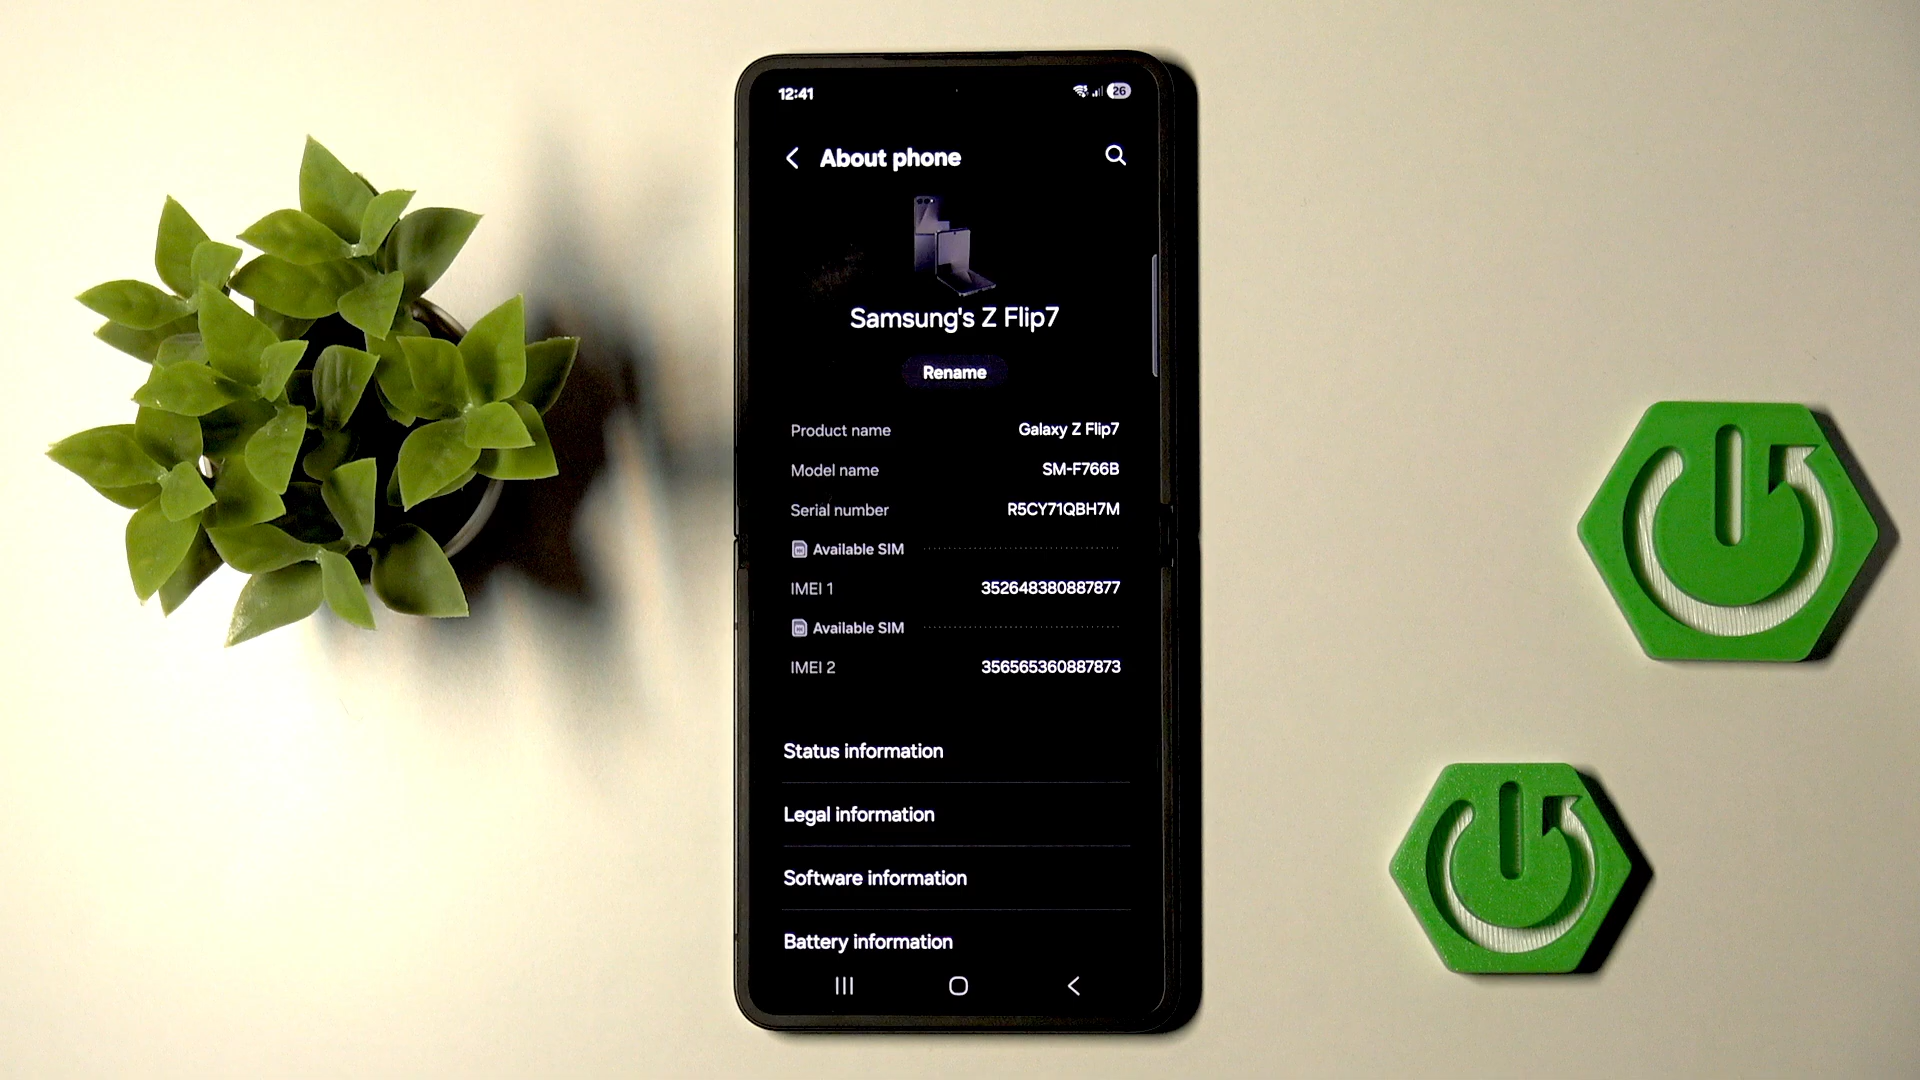 12:41
26
About phone
Samsung's Z Flip7
Rename
Product name Galaxy Z Flip7
Model name SM-F766B
Serial number R5CY71QBH7M
Available SIM
IMEI 1 352648380887877
Available SIM
IMEI 2 356565360887873
Status information
Legal information
Software information
Battery information